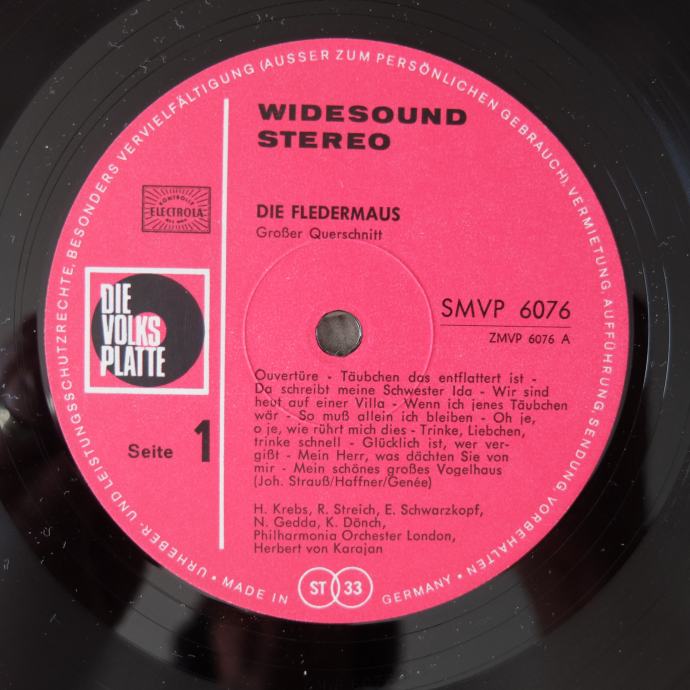 URHEBER- UND LEISTUNGSSCHUTZRECHTE, BESONDERS VERVIELFÄLTIGUNG (AUSSER ZUM PERSÖNLICHEN GEBRAUCH), VERMIETUNG AUFFÜHRUNG, SENDUNG VORBEHALTEN •
WIDESOUND
STEREO
KONTROLLE
ELECTROLA
DIE FLEDERMAUS
Großer Querschnitt
DIE
VOLKS
PLATTE
SMVP 6076
ZMVP 6076 A
Seite 1
Ouvertüre - Täubchen das entflattert ist -
Da schreibt meine Schwester Ida - Wir sind
heut auf einer Villa - Wenn ich jenes Täubchen
wär - So muß allein ich bleiben - Oh je,
o je, wie rührt mich dies - Trinke, Liebchen,
trinke schnell - Glücklich ist, wer ver-
gißt - Mein Herr, was dächten Sie von
mir - Mein schönes großes Vogelhaus
(Joh. Strauß/Haffner/Genée)
H. Krebs, R. Streich, E. Schwarzkopf,
N. Gedda, K. Dönch,
Philharmonia Orchester London,
Herbert von Karajan
• MADE IN GERMANY •
ST 33